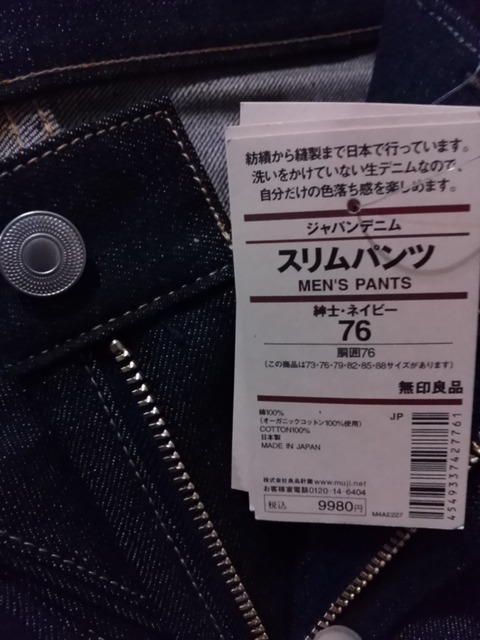 紡績から縫製まで日本で行っています。
洗いをかけていない生デニムなので、
自分だけの色落ち感を楽しめます。
ジャパンデニム
スリムパンツ
MEN'S PANTS
紳士・ネイビー
76
胴囲76
(この商品は73・76・79・82・85・88サイズがあります)
無印良品
綿100%
(オーガニックコットン100%使用)
COTTON100%
日本製
MADE IN JAPAN
JP
株式会社良品計画 www.muji.net
お客様室電話0120-14-6404
税込 9980円
M4AE227
4549337427761